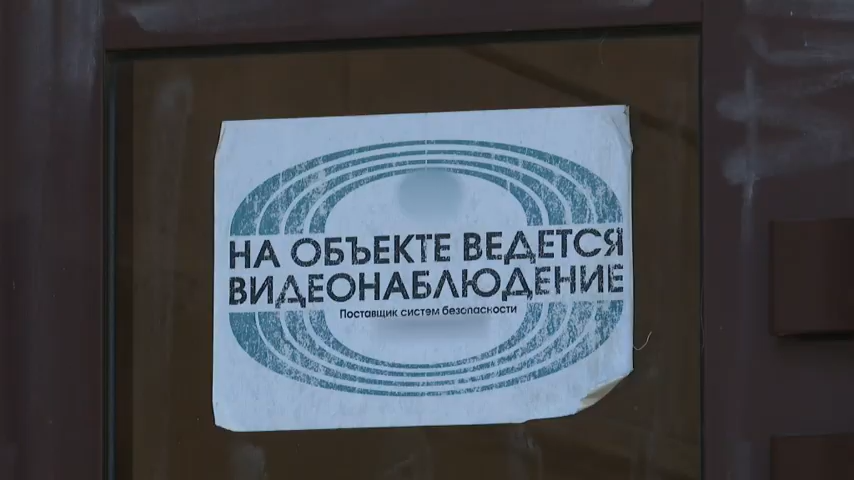 НА ОБЪЕКТЕ ВЕДЕТСЯ
ВИДЕОНАБЛЮДЕНИЕ
Поставщик систем безопасности